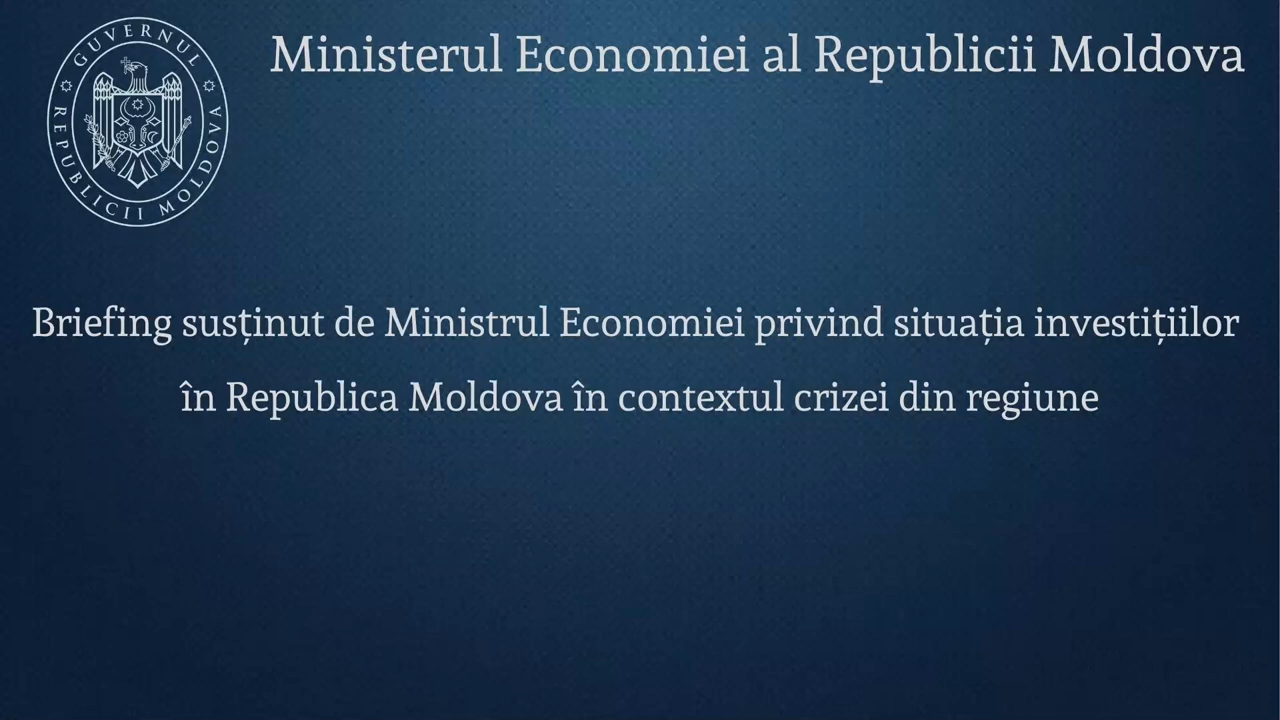 GUVERNUL
REPUBLICII MOLDOVA
Ministerul Economiei al Republicii Moldova
Briefing susținut de Ministrul Economiei privind situația investițiilor
în Republica Moldova în contextul crizei din regiune